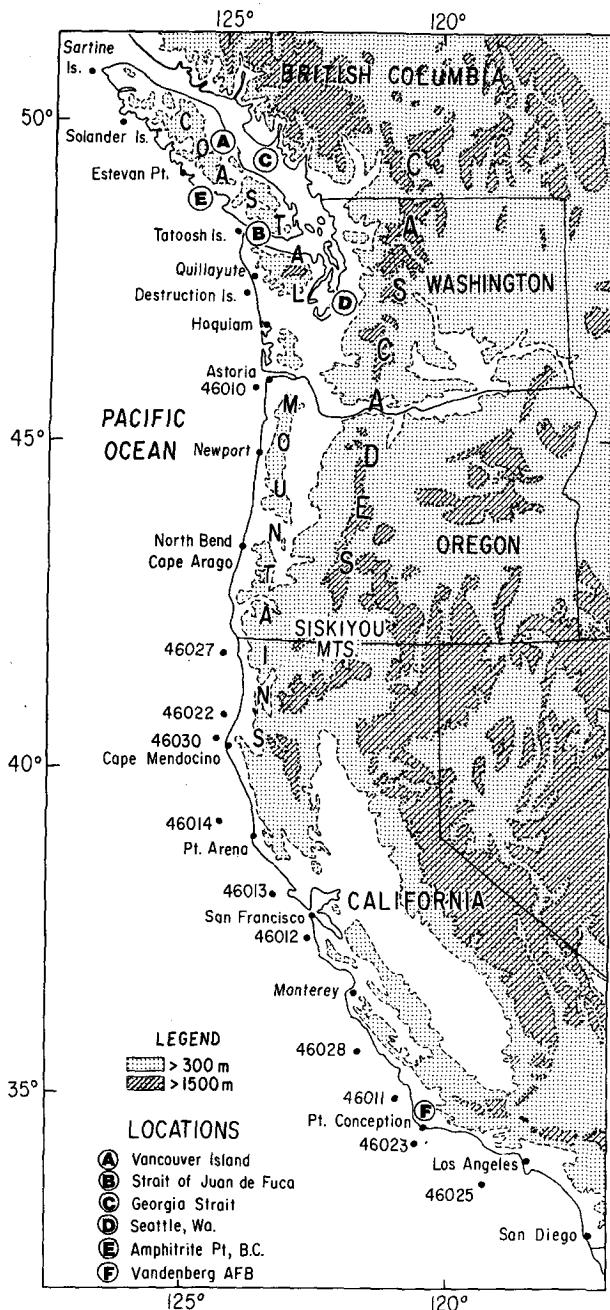 125° 120°
Sartine
Is.
BRITISH COLUMBIA
50°
Solander Is.
Estevan Pt.
A
C
E
B
D
COASTAL
MOUNTAINS
CASCADES
Tatoosh Is.
WASHINGTON
Quillayute
Destruction Is.
Hoquiam
Astoria
46010
PACIFIC
OCEAN
45°
Newport
North Bend
Cape Arago
OREGON
SISKIYOU
MTS.
46027
46022
46030
Cape Mendocino
40°
46014
Pt. Arena
46013
CALIFORNIA
San Francisco
46012
Monterey
LEGEND
> 300 m
>1500 m
46028
35°
46011
F
Pt. Conception
46023
Los Angeles
46025
San Diego
LOCATIONS
A Vancouver Island
B Strait of Juan de Fuca
C Georgia Strait
D Seattle, Wa.
E Amphitrite Pt, B.C.
F Vandenberg AFB
125° 120°